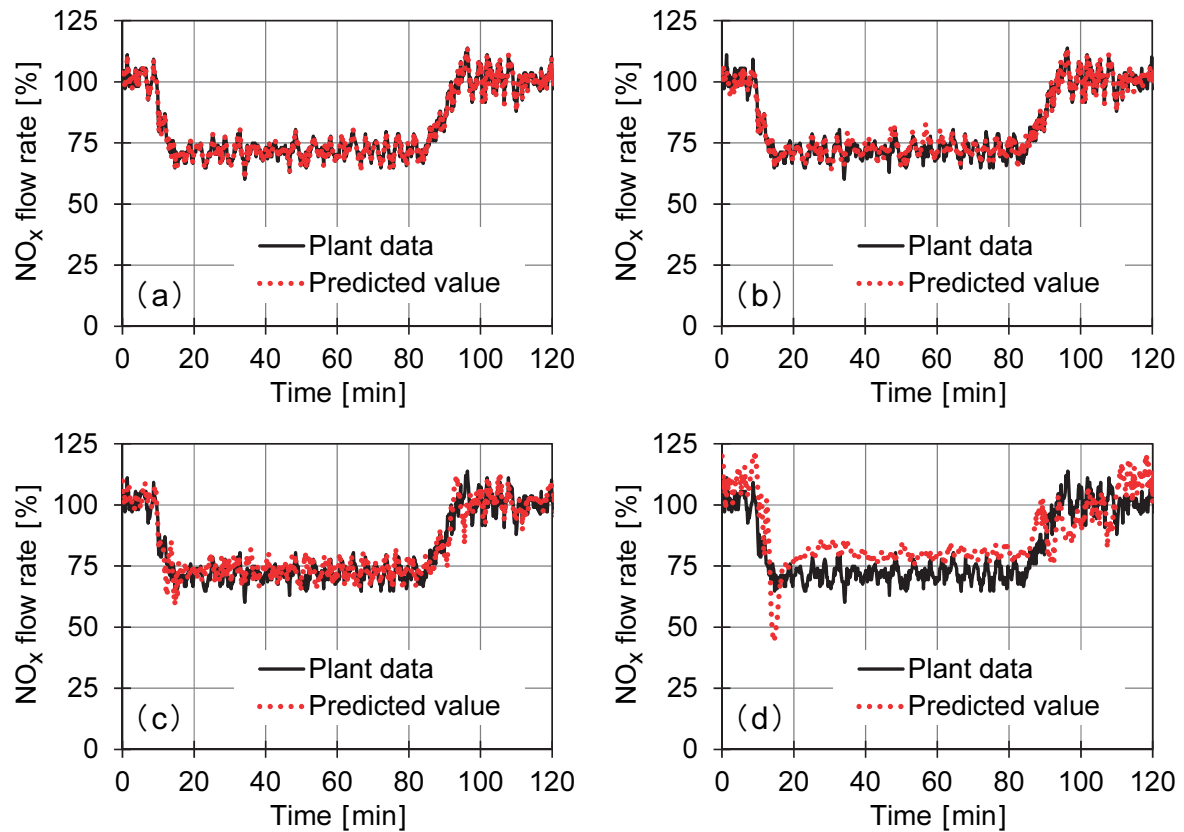 125
100
75
50
25
0
NOₓ flow rate [%]
Plant data
Predicted value
（a）
0 20 40 60 80 100 120
Time [min]
125
100
75
50
25
0
NOₓ flow rate [%]
Plant data
Predicted value
（b）
0 20 40 60 80 100 120
Time [min]
125
100
75
50
25
0
NOₓ flow rate [%]
Plant data
Predicted value
（c）
0 20 40 60 80 100 120
Time [min]
125
100
75
50
25
0
NOₓ flow rate [%]
Plant data
Predicted value
（d）
0 20 40 60 80 100 120
Time [min]